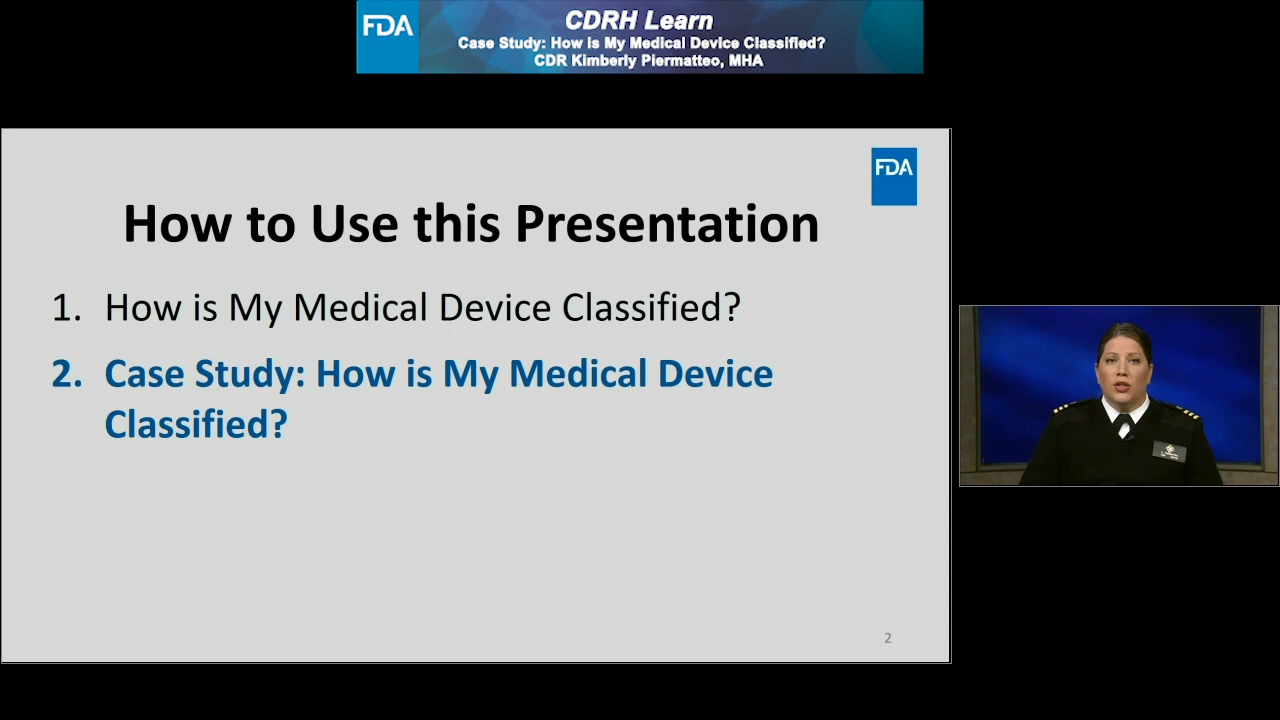 FDA
CDRH Learn
Case Study: How is My Medical Device Classified?
CDR Kimberly Piermatteo, MHA
FDA
How to Use this Presentation
1. How is My Medical Device Classified?
2. Case Study: How is My Medical Device
Classified?
2